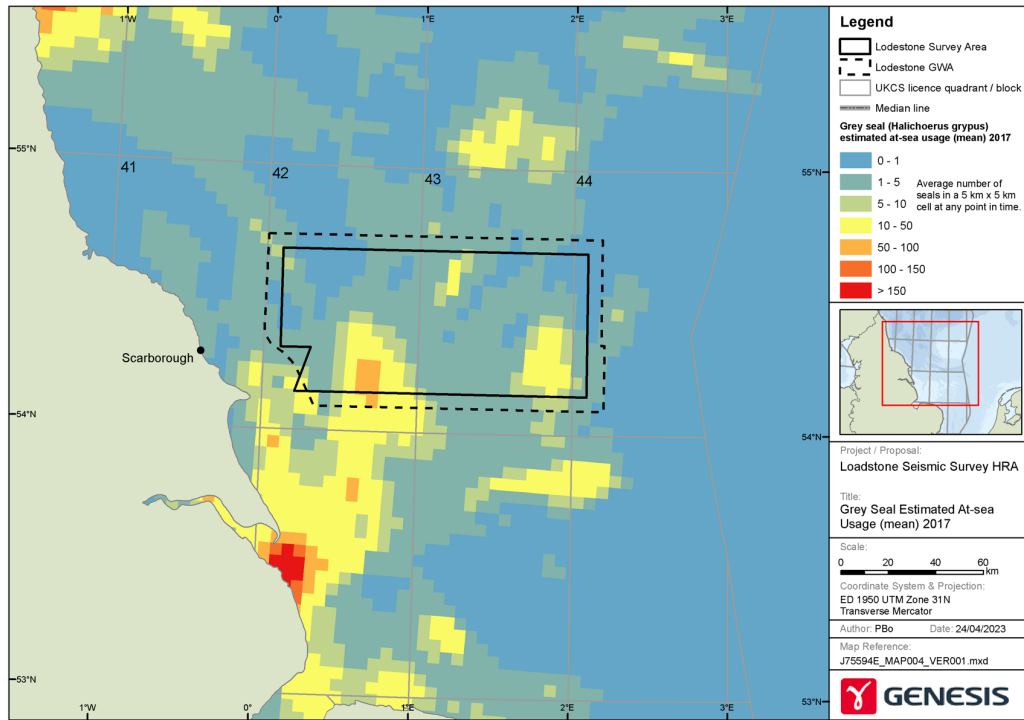 1°W
0°
1°E
2°E
3°E
55°N
55°N
41
42
43
44
Scarborough
54°N
54°N
53°N
53°N
1°W
0°
1°E
2°E
3°E
Legend
Lodestone Survey Area
Lodestone GWA
UKCS licence quadrant / block
Median line
Grey seal (Halichoerus grypus)
estimated at-sea usage (mean) 2017
0 - 1
1 - 5
5 - 10
10 - 50
50 - 100
100 - 150
> 150
Average number of
seals in a 5 km x 5 km
cell at any point in time.
Project / Proposal:
Loadstone Seismic Survey HRA
Title:
Grey Seal Estimated At-sea
Usage (mean) 2017
Scale:
0 20 40 60
km
Coordinate System & Projection:
ED 1950 UTM Zone 31N
Transverse Mercator
Author: PBo Date: 24/04/2023
Map Reference:
J75594E_MAP004_VER001.mxd
GENESIS